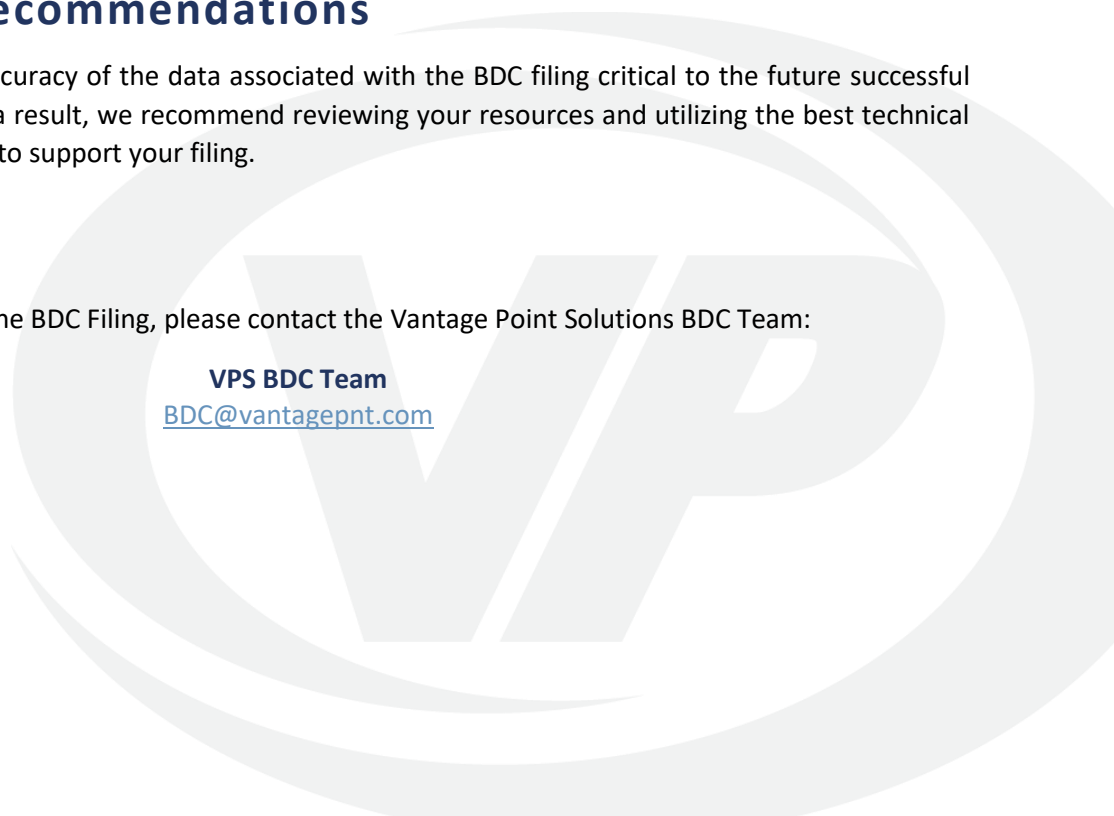 ecommendations
curacy of the data associated with the BDC filing critical to the future successful
a result, we recommend reviewing your resources and utilizing the best technical
to support your filing.
ne BDC Filing, please contact the Vantage Point Solutions BDC Team:
VPS BDC Team
BDC@vantagepnt.com
VP